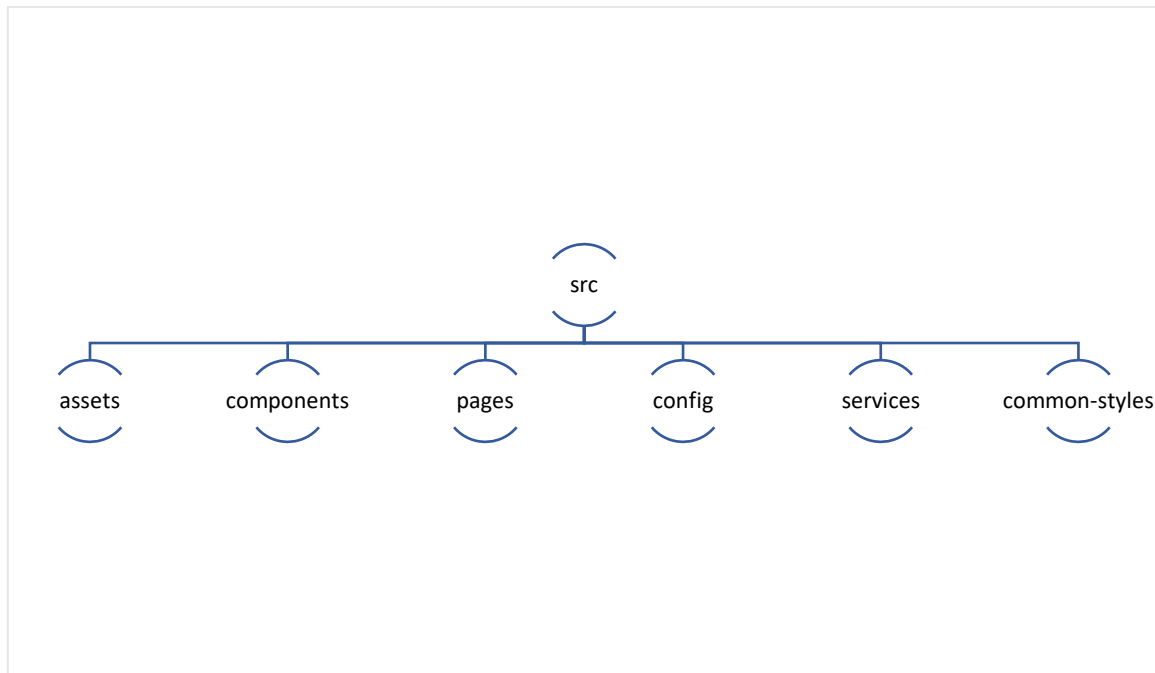 src
assets
components
pages
config
services
common-styles